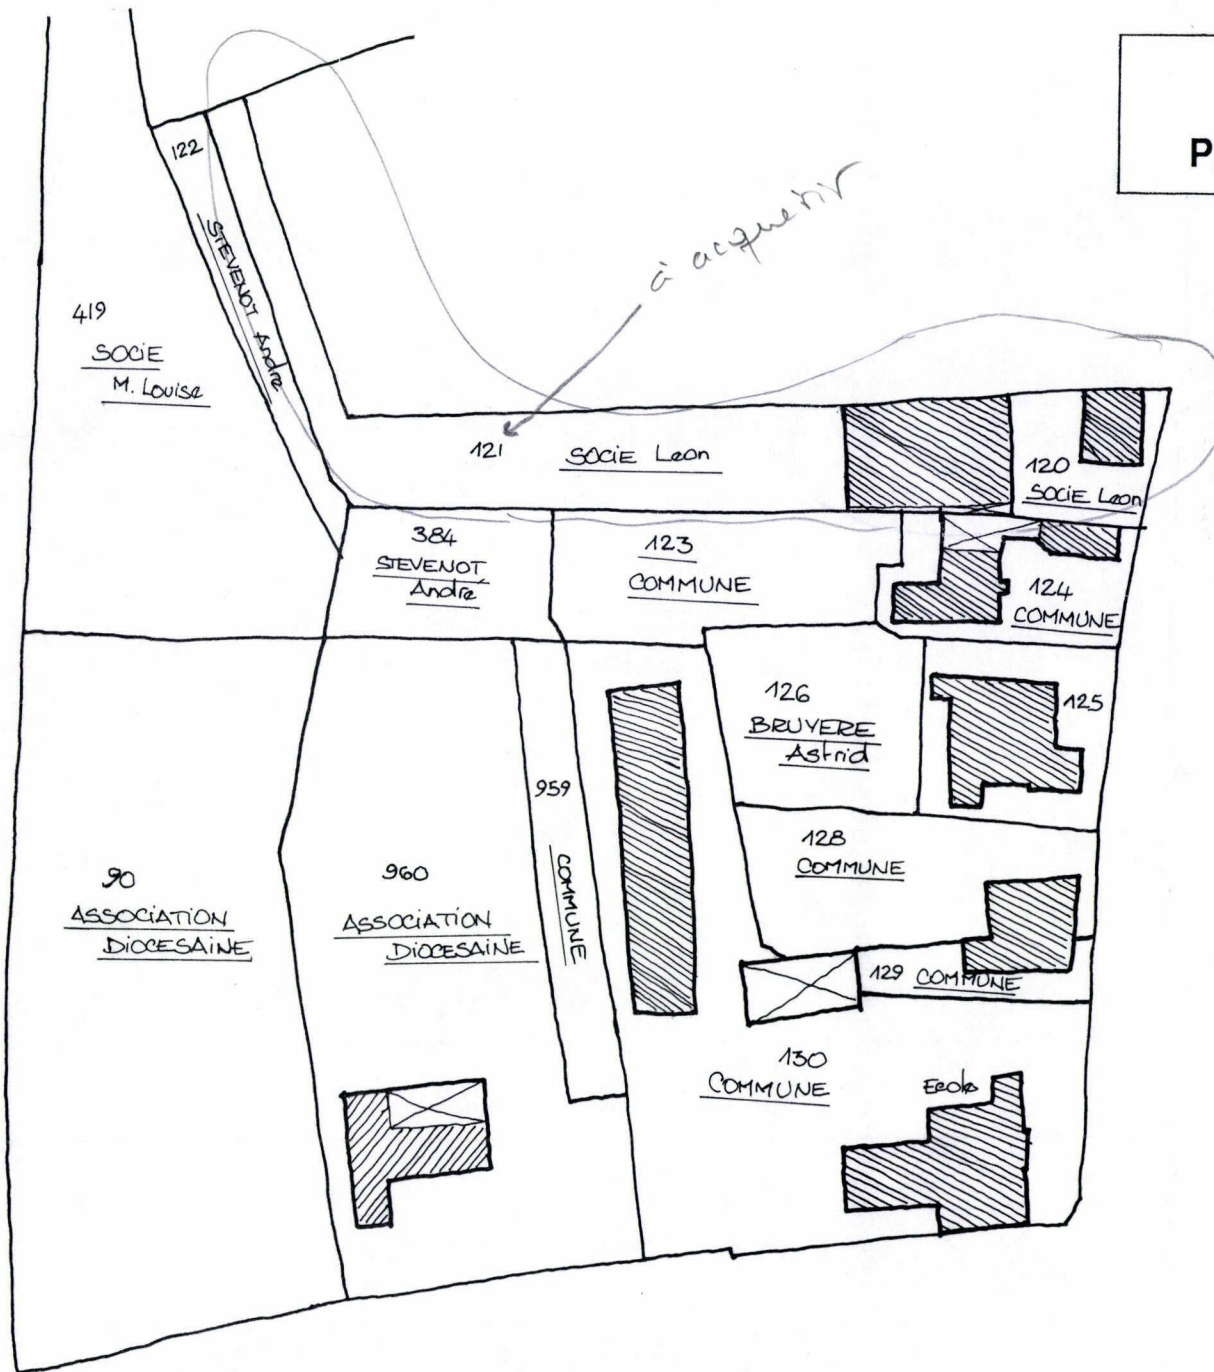 P
122
STEVENOT André
à acquérir
419
SOCIE
M. Louise
121
SOCIE Leon
120
SOCIE Leon
384
STEVENOT
André
123
COMMUNE
124
COMMUNE
126
BRUYERE
Astrid
125
959
COMMUNE
128
COMMUNE
90
ASSOCIATION
DIOCESAINE
960
ASSOCIATION
DIOCESAINE
129 COMMUNE
130
COMMUNE
Ecole